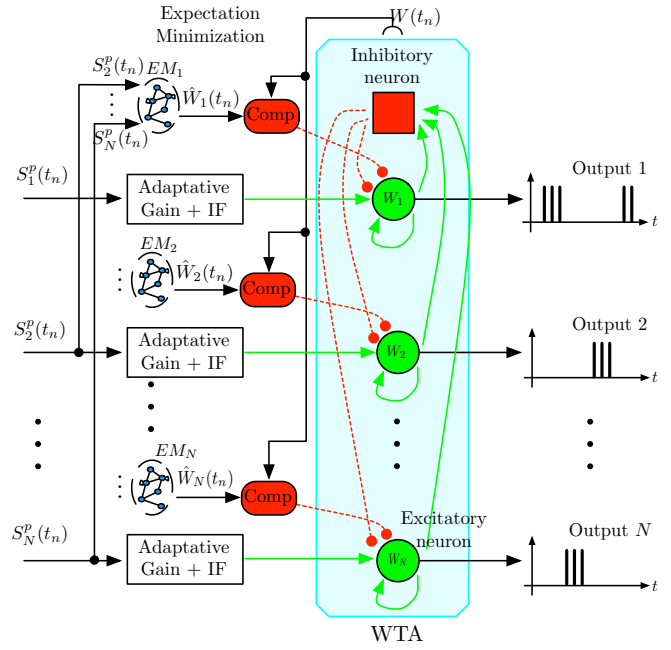 Expectation
Minimization
W(t_n)
S_2^p(t_n)
EM_1
Ŵ_1(t_n)
Comp
Inhibitory
neuron
S_N^p(t_n)
S_1^p(t_n)
Adaptative
Gain + IF
W_1
Output 1
t
EM_2
Ŵ_2(t_n)
Comp
S_2^p(t_n)
Adaptative
Gain + IF
W_2
Output 2
t
EM_N
Ŵ_N(t_n)
Comp
S_N^p(t_n)
Adaptative
Gain + IF
Excitatory
neuron
W_N
Output N
t
WTA